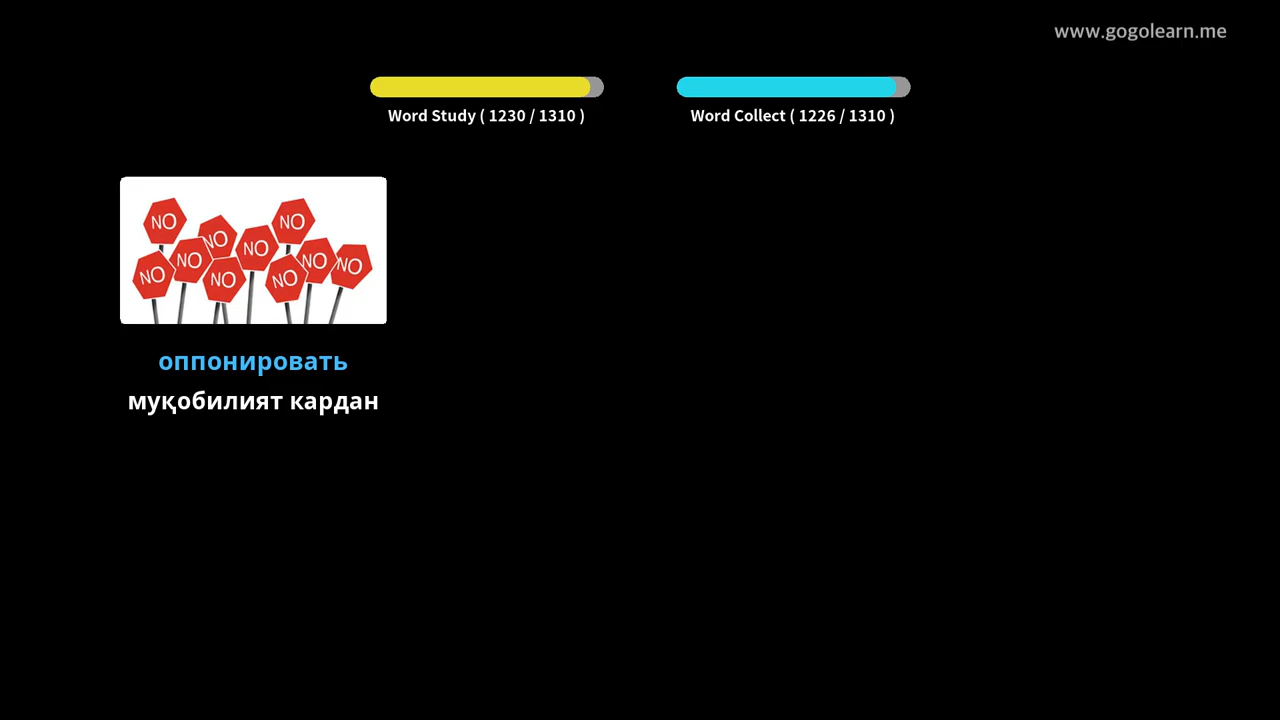 www.gogolearn.me
Word Study ( 1230 / 1310 )
Word Collect ( 1226 / 1310 )
NO
NO
NO
NO
NO
NO
NO
NO
NO
NO
оппонировать
муқобилият кардан